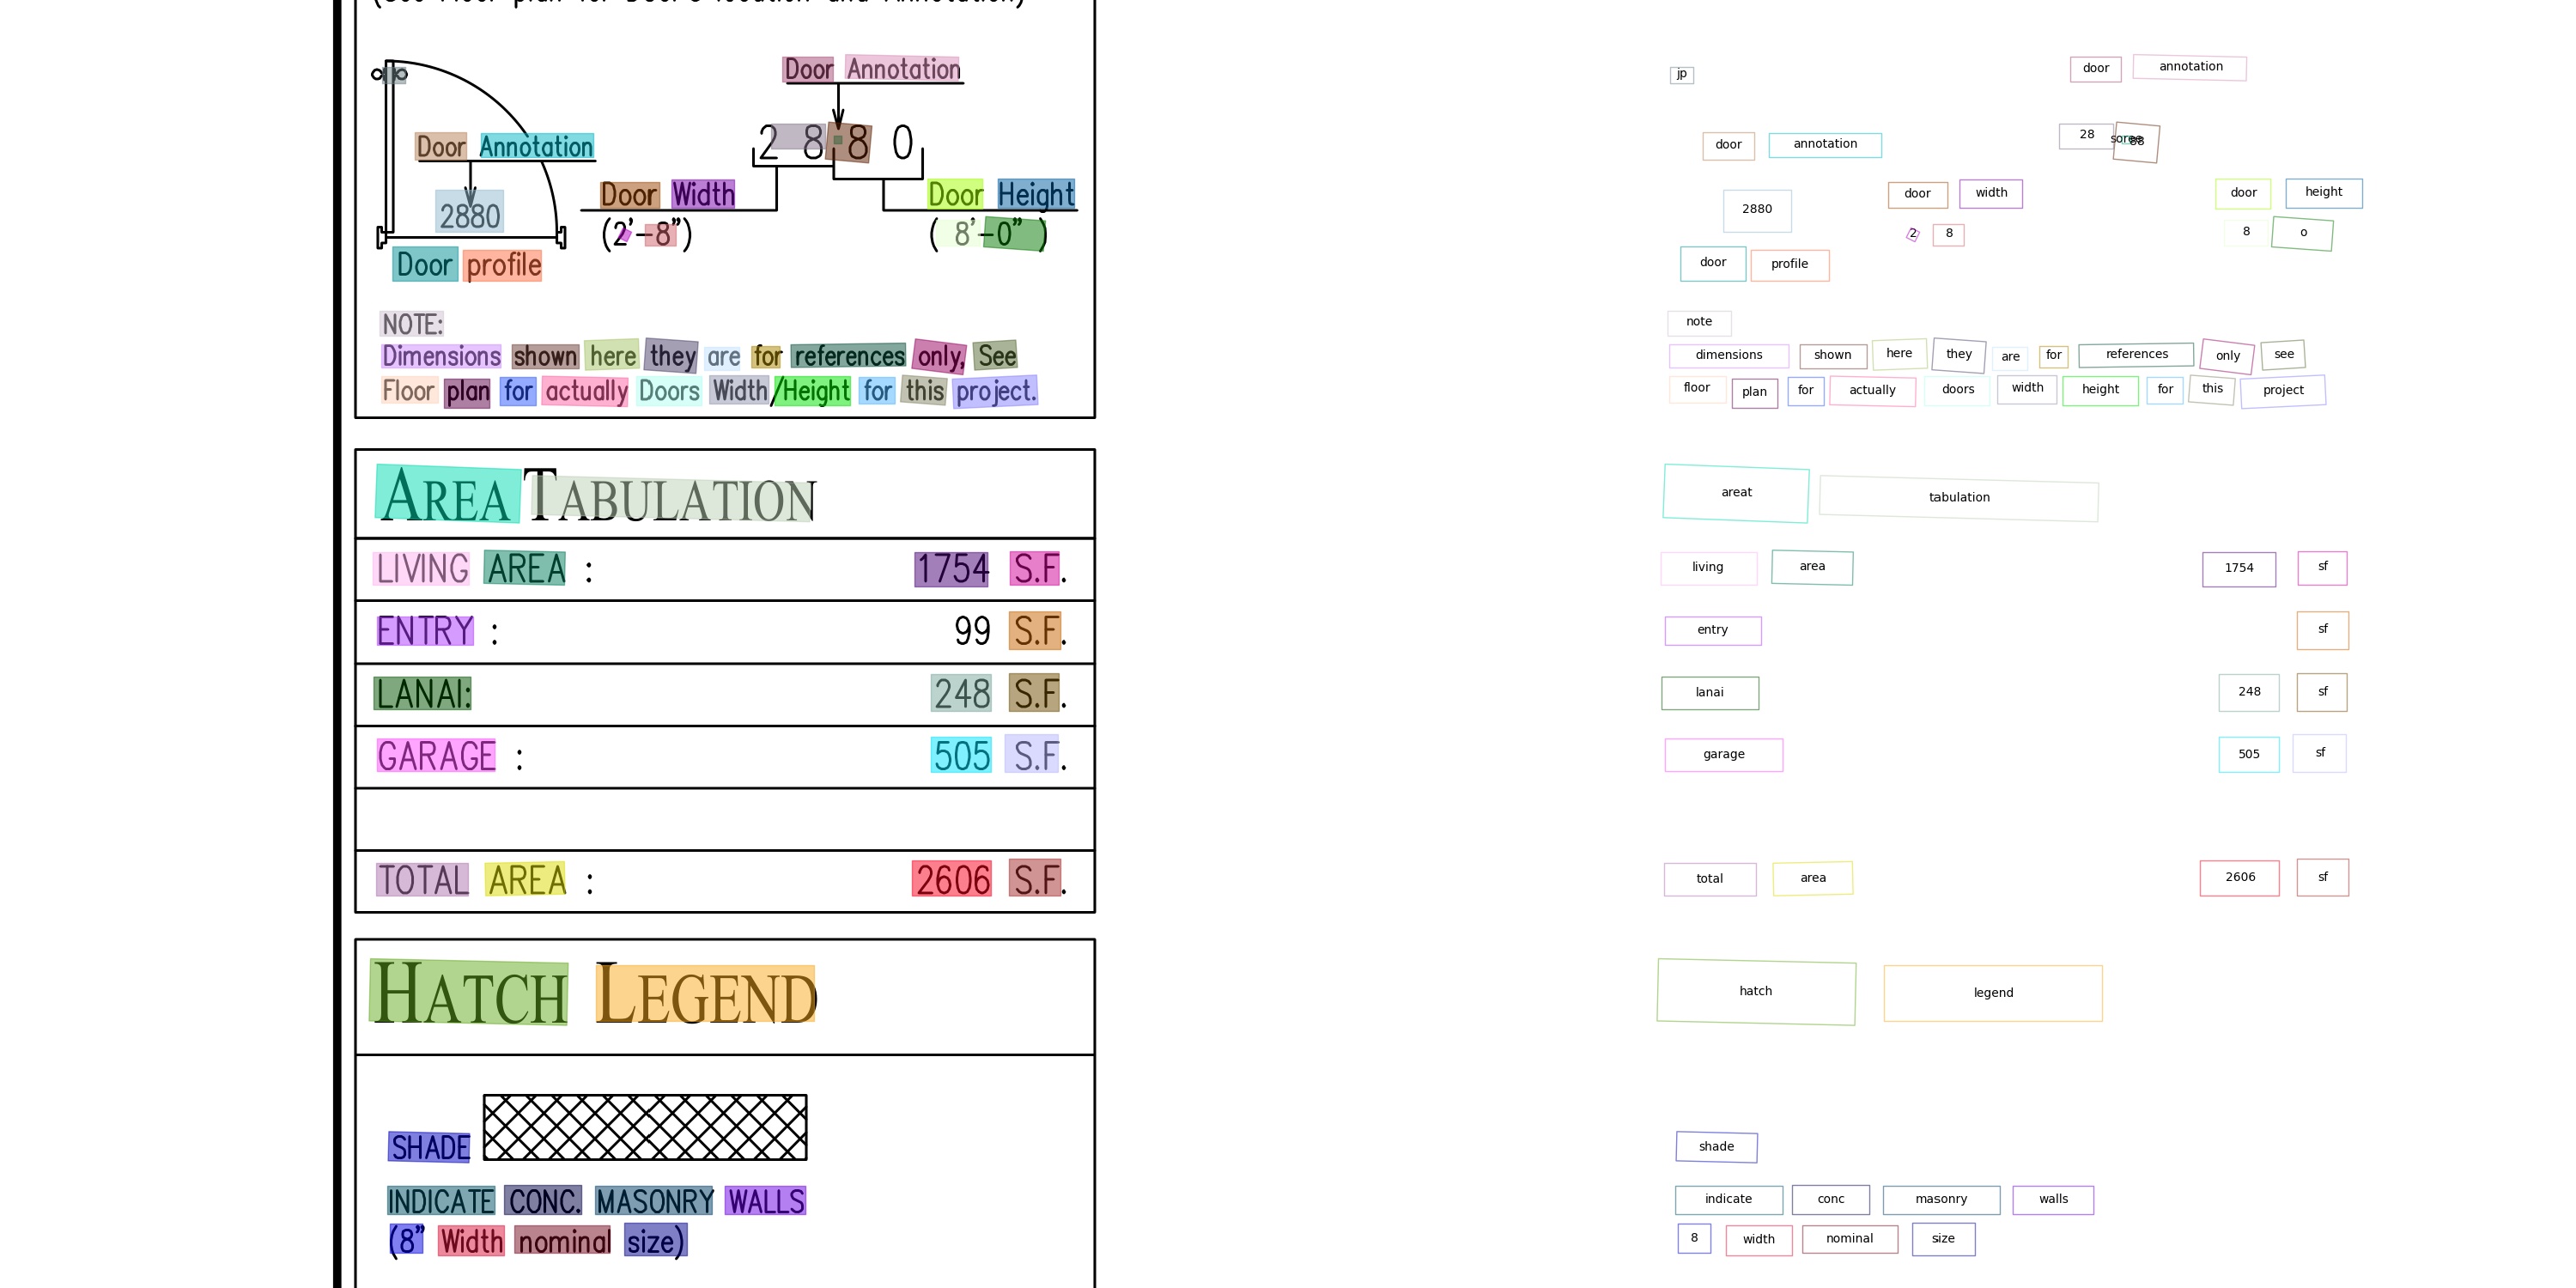 Door Annotation
Door Annotation
2 8 8 0
2880
Door Width
(2'-8")
Door Height
( 8'-0" )
Door profile
NOTE:
Dimensions shown here they are for references only, See
Floor plan for actually Doors Width/Height for this project.
AREA TABULATION
LIVING AREA : 1754 S.F.
ENTRY : 99 S.F.
LANAI: 248 S.F.
GARAGE : 505 S.F.
TOTAL AREA : 2606 S.F.
HATCH LEGEND
SHADE
INDICATE CONC. MASONRY WALLS
(8" Width nominal size)
jp
door annotation
door annotation
28
88
2880
door width
door height
2 8
8 o
door profile
note
dimensions shown here they are for references only see
floor plan for actually doors width height for this project
areat tabulation
living area 1754 sf
entry sf
lanai 248 sf
garage 505 sf
total area 2606 sf
hatch legend
shade
indicate conc masonry walls
8 width nominal size